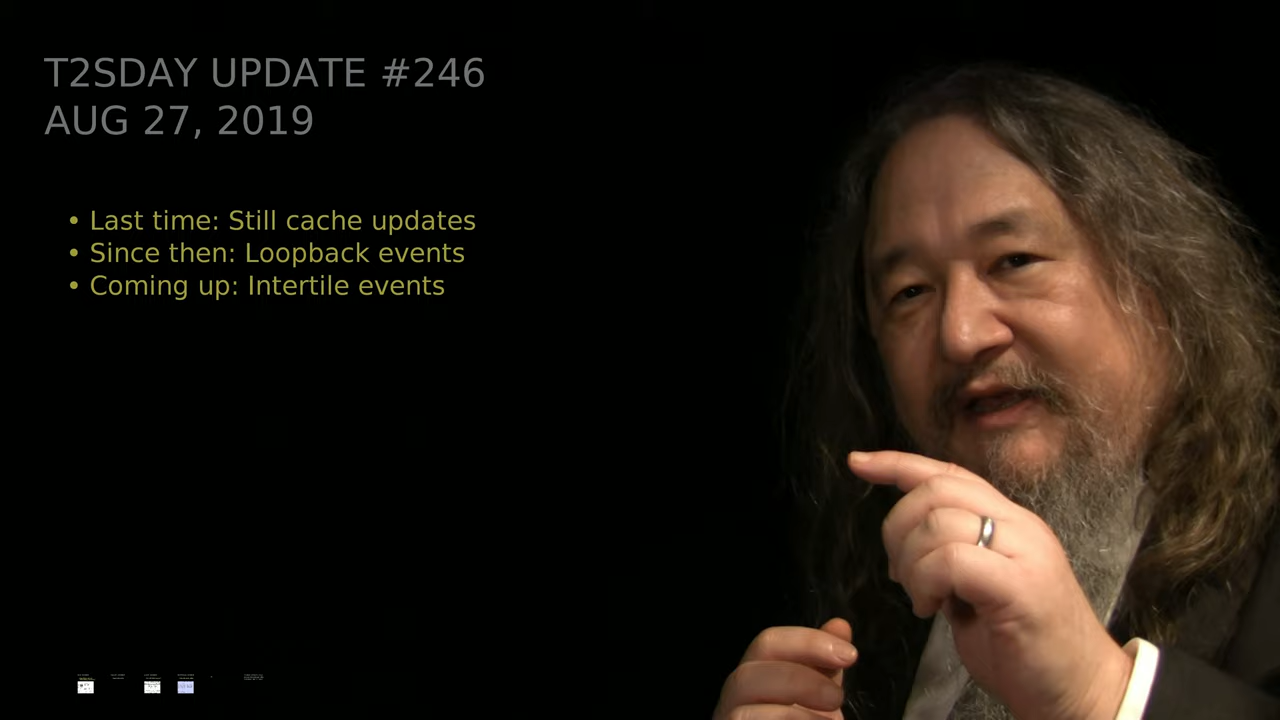 T2SDAY UPDATE #246
AUG 27, 2019
• Last time: Still cache updates
• Since then: Loopback events
• Coming up: Intertile events